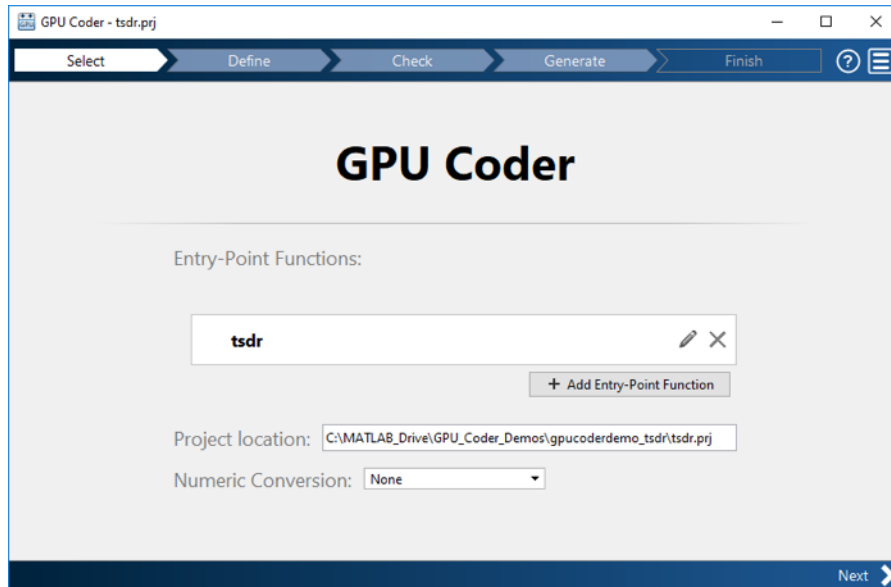 GPU Coder - tsdr.prj
Select Define Check Generate Finish ?
GPU Coder
Entry-Point Functions:
tsdr
+ Add Entry-Point Function
Project location: C:\MATLAB_Drive\GPU_Coder_Demos\gpucoderdemo_tsdr\tsdr.prj
Numeric Conversion: None
Next